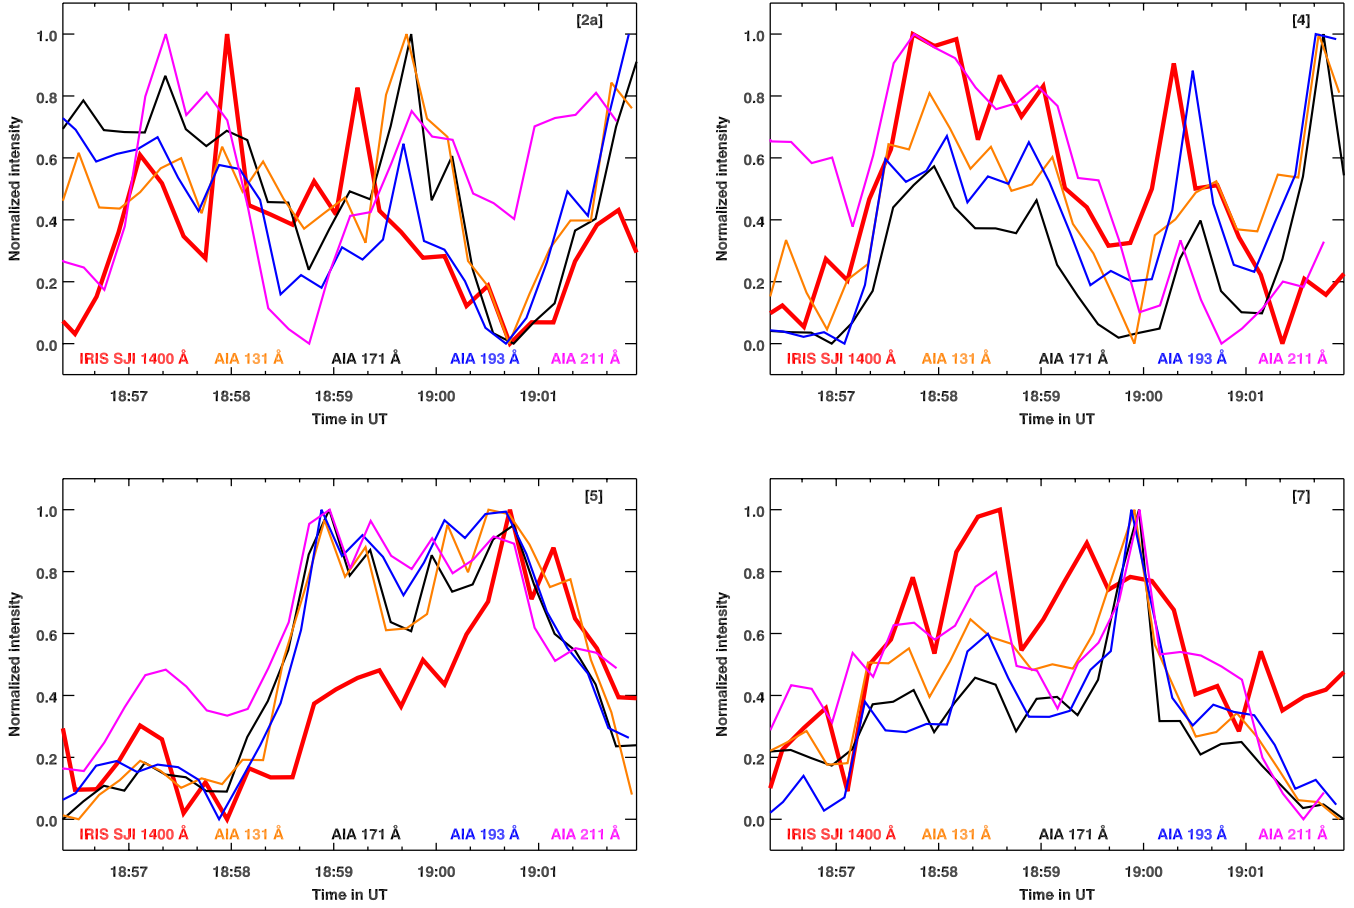 [2a]
1.0
0.8
0.6
0.4
0.2
0.0
Normalized intensity
IRIS SJI 1400 Å AIA 131 Å AIA 171 Å AIA 193 Å AIA 211 Å
18:57 18:58 18:59 19:00 19:01
Time in UT
[4]
1.0
0.8
0.6
0.4
0.2
0.0
Normalized intensity
IRIS SJI 1400 Å AIA 131 Å AIA 171 Å AIA 193 Å AIA 211 Å
18:57 18:58 18:59 19:00 19:01
Time in UT
[5]
1.0
0.8
0.6
0.4
0.2
0.0
Normalized intensity
IRIS SJI 1400 Å AIA 131 Å AIA 171 Å AIA 193 Å AIA 211 Å
18:57 18:58 18:59 19:00 19:01
Time in UT
[7]
1.0
0.8
0.6
0.4
0.2
0.0
Normalized intensity
IRIS SJI 1400 Å AIA 131 Å AIA 171 Å AIA 193 Å AIA 211 Å
18:57 18:58 18:59 19:00 19:01
Time in UT